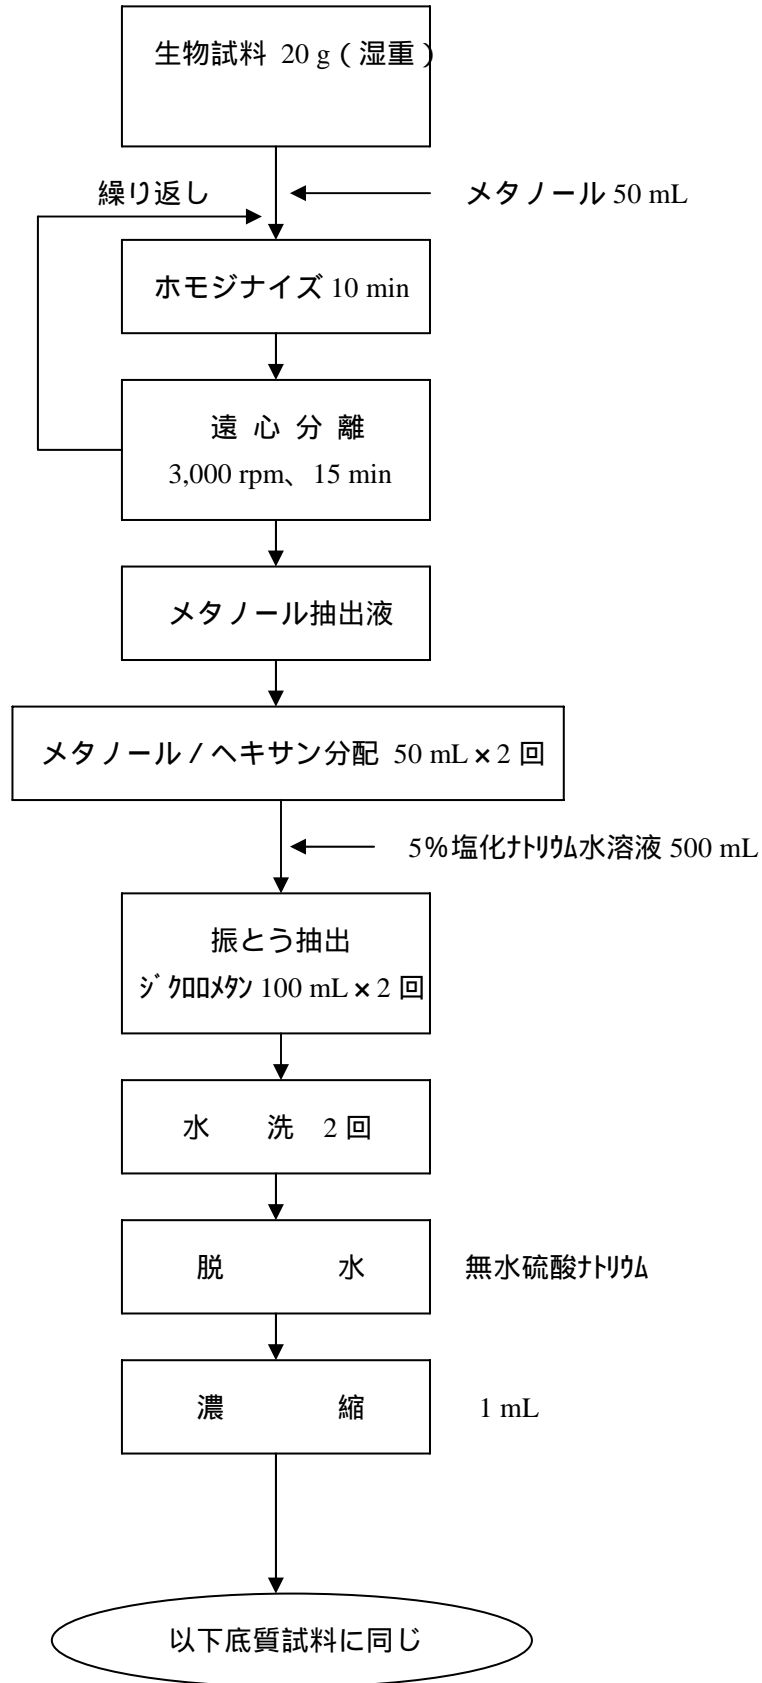 生物試料 20 g（湿重）
繰り返し
メタノール 50 mL
ホモジナイズ 10 min
遠 心 分 離
3,000 rpm、15 min
メタノール抽出液
メタノール / ヘキサン分配 50 mL × 2 回
5%塩化ﾅﾄﾘｳﾑ水溶液 500 mL
振とう抽出
ｼﾞｸﾛﾛﾒﾀﾝ 100 mL × 2 回
水 洗 2 回
脱 水 無水硫酸ﾅﾄﾘｳﾑ
濃 縮 1 mL
以下底質試料に同じ